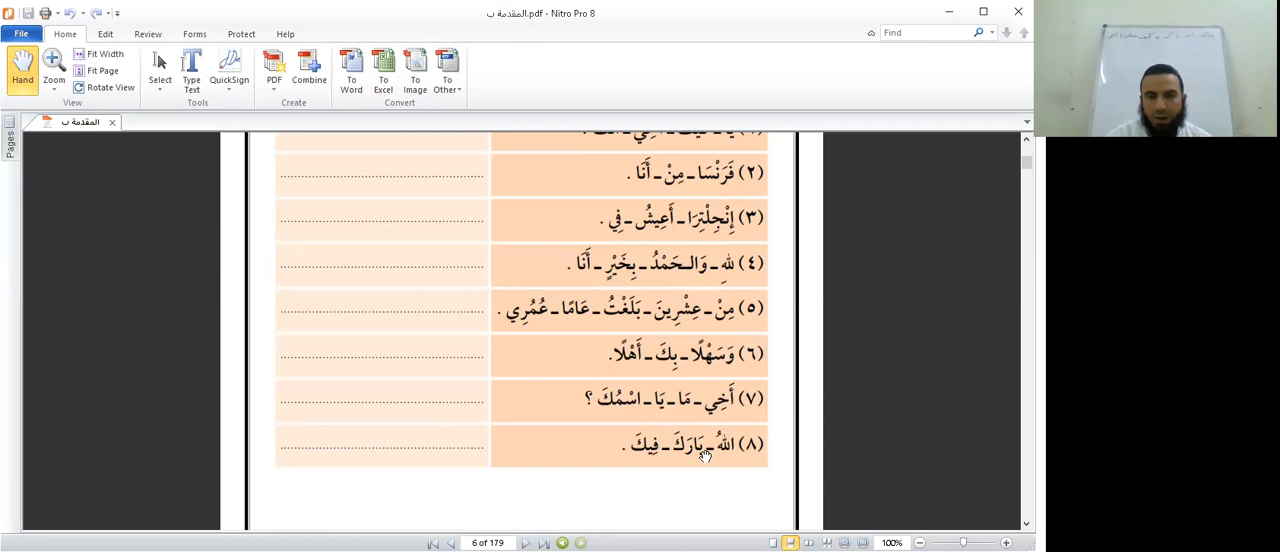 المقدمة ب.pdf - Nitro Pro 8
File Home Edit Review Forms Protect Help Find
Hand Zoom Fit Width Fit Page Rotate View Select Type Text QuickSign PDF Combine To Word To Excel To Image To Other
View Tools Create Convert
المقدمة ب
Pages
(٢) فَرَنْسَا ـ مِنْ ـ أَنَا .
(٣) إِنْجِلْتِرَا ـ أَعِيشُ ـ فِي .
(٤) للهِ ـ وَالـحَمْدُ ـ بِخَيْرٍ ـ أَنَا .
(٥) مِنْ ـ عِشْرِينَ ـ بَلَغْتُ ـ عَامًا ـ عُمُرِي .
(٦) وَسَهْلًا ـ بِكَ ـ أَهْلًا.
(٧) أَخِي ـ مَا ـ يَا ـ اسْمُكَ ؟
(٨) اللهُ ـ بَارَكَ ـ فِيكَ .
6 of 179
100%